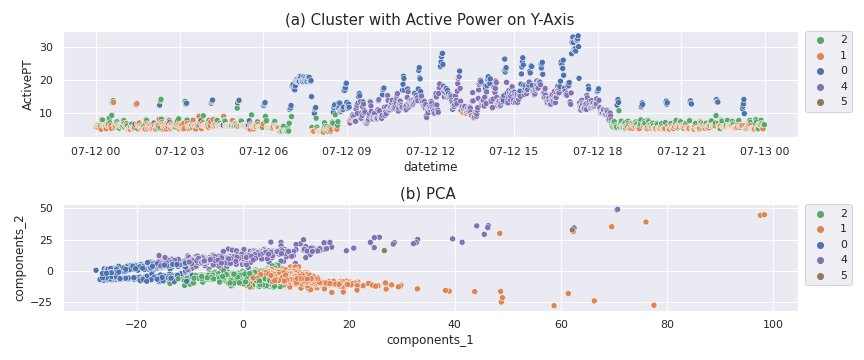 (a) Cluster with Active Power on Y-Axis
30
20
10
ActivePT
07-12 00 07-12 03 07-12 06 07-12 09 07-12 12 07-12 15 07-12 18 07-12 21 07-13 00
datetime
2
1
0
4
5
(b) PCA
50
25
0
−25
components_2
−20 0 20 40 60 80 100
components_1
2
1
0
4
5